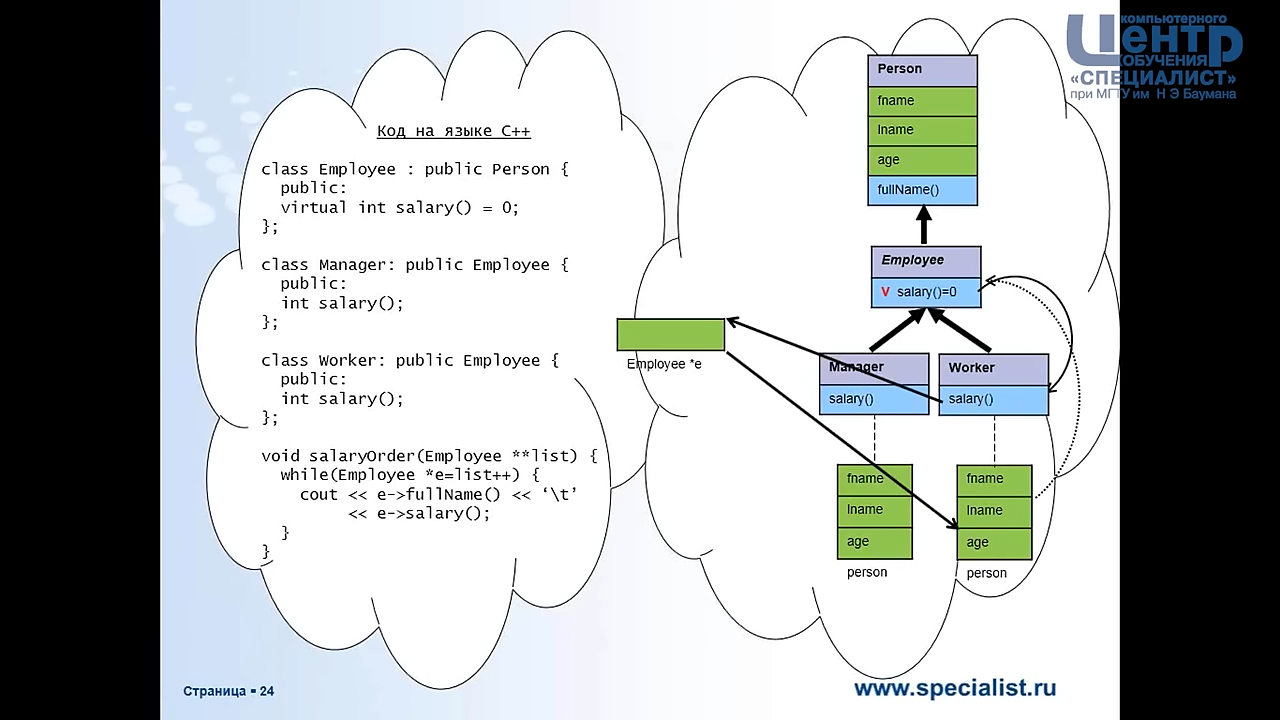 компьютерного
Центр
ОБУЧЕНИЯ
«СПЕЦИАЛИСТ»
при МГТУ им Н Э Баумана
Код на языке C++
class Employee : public Person {
public:
virtual int salary() = 0;
};
class Manager: public Employee {
public:
int salary();
};
class Worker: public Employee {
public:
int salary();
};
void salaryOrder(Employee **list) {
while(Employee *e=list++) {
cout << e->fullName() << ‘\t’
<< e->salary();
}
}
Person
fname
lname
age
fullName()
Employee
V salary()=0
Employee *e
Manager
salary()
Worker
salary()
fname
lname
age
person
fname
lname
age
person
Страница ▪ 24
www.specialist.ru